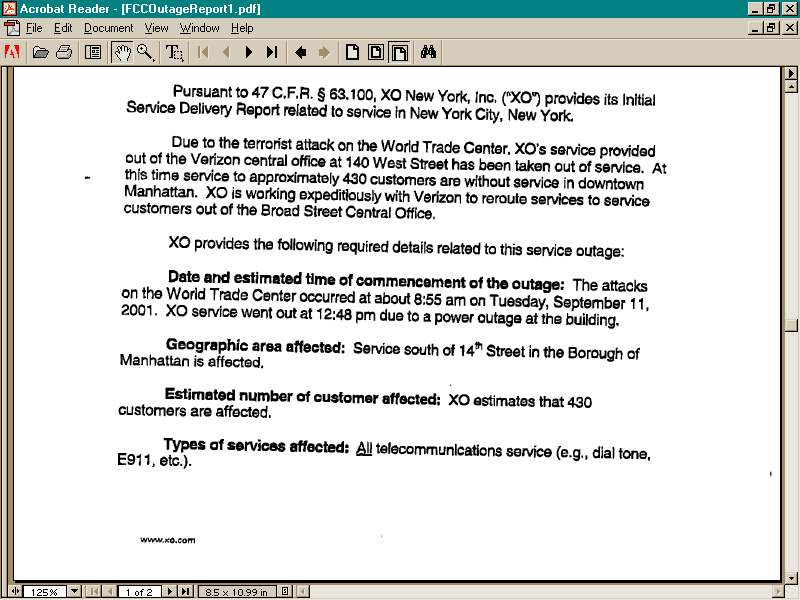 Acrobat Reader - [FCCOutageReport1.pdf]
File Edit Document View Window Help
Pursuant to 47 C.F.R. § 63.100, XO New York, Inc. ("XO") provides its Initial
Service Delivery Report related to service in New York City, New York.
Due to the terrorist attack on the World Trade Center, XO's service provided
out of the Verizon central office at 140 West Street has been taken out of service. At
this time service to approximately 430 customers are without service in downtown
Manhattan. XO is working expeditiously with Verizon to reroute services to service
customers out of the Broad Street Central Office.
XO provides the following required details related to this service outage:
Date and estimated time of commencement of the outage: The attacks
on the World Trade Center occurred at about 8:55 am on Tuesday, September 11,
2001. XO service went out at 12:48 pm due to a power outage at the building.
Geographic area affected: Service south of 14th Street in the Borough of
Manhattan is affected.
Estimated number of customer affected: XO estimates that 430
customers are affected.
Types of services affected: All telecommunications service (e.g., dial tone,
E911, etc.).
www.xo.com
125% 1 of 2 8.5 x 10.99 in